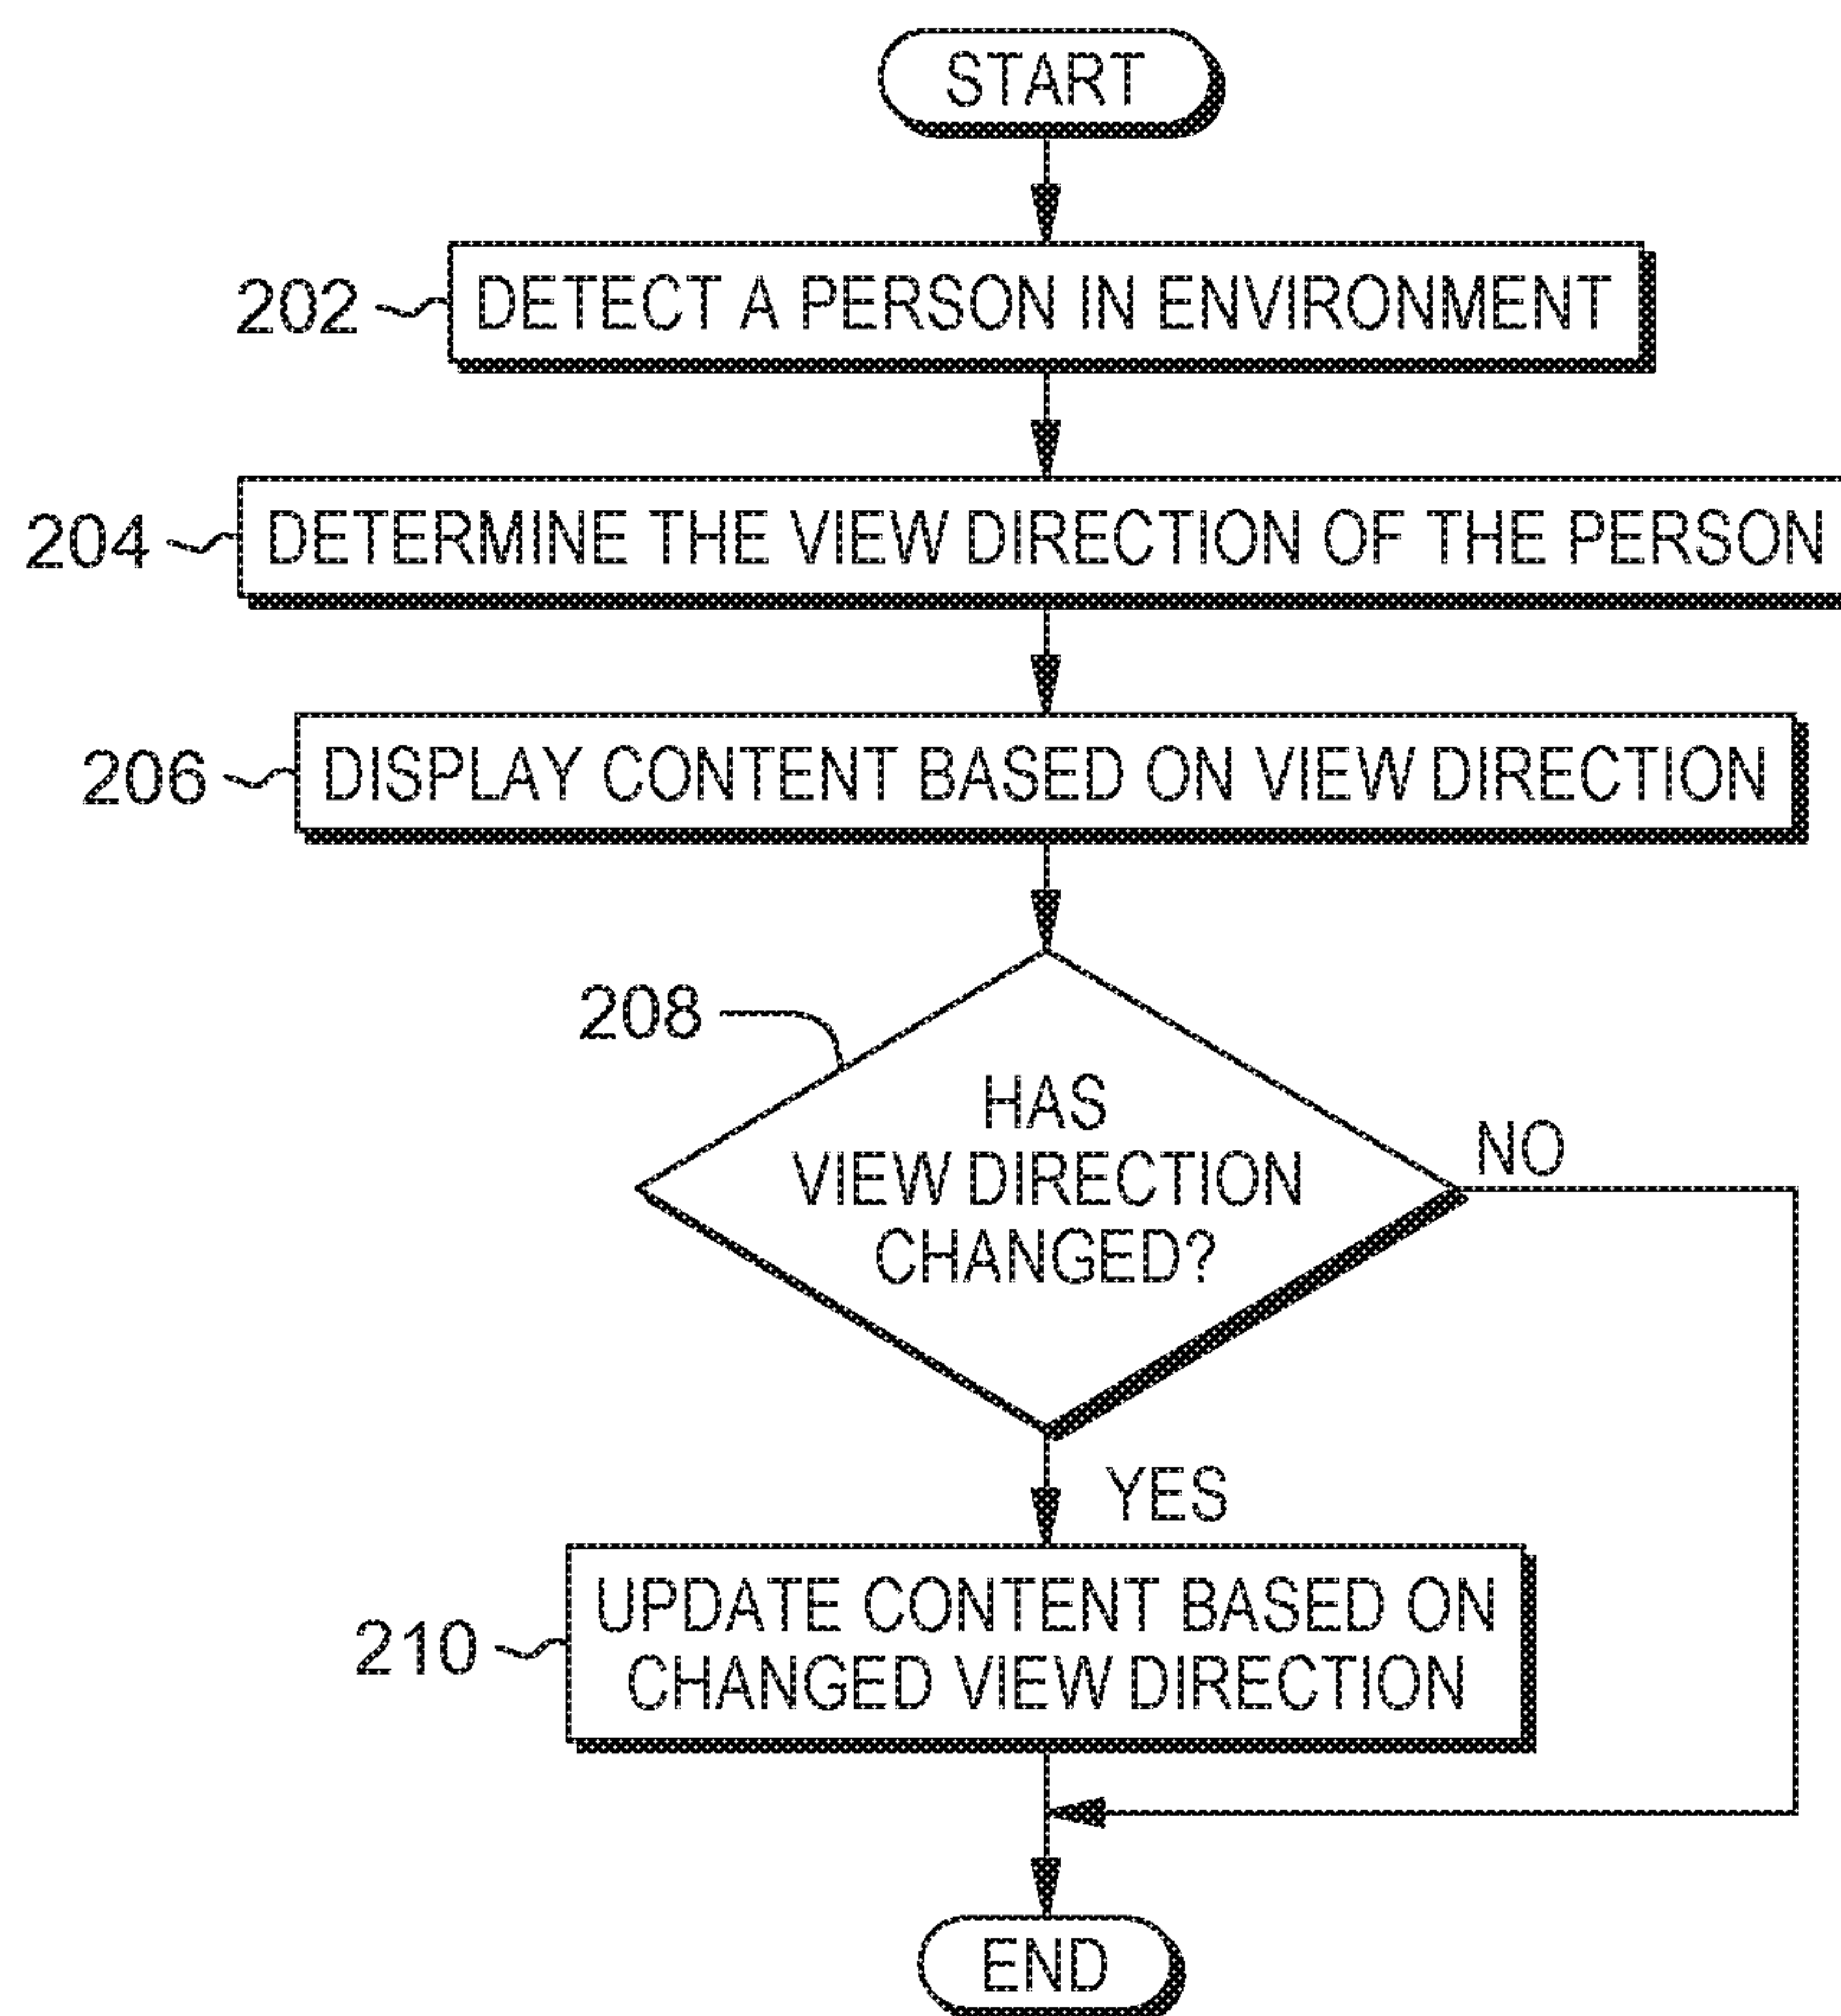 START
202
DETECT A PERSON IN ENVIRONMENT
204
DETERMINE THE VIEW DIRECTION OF THE PERSON
206
DISPLAY CONTENT BASED ON VIEW DIRECTION
208
HAS
VIEW DIRECTION
CHANGED?
NO
YES
210
UPDATE CONTENT BASED ON
CHANGED VIEW DIRECTION
END